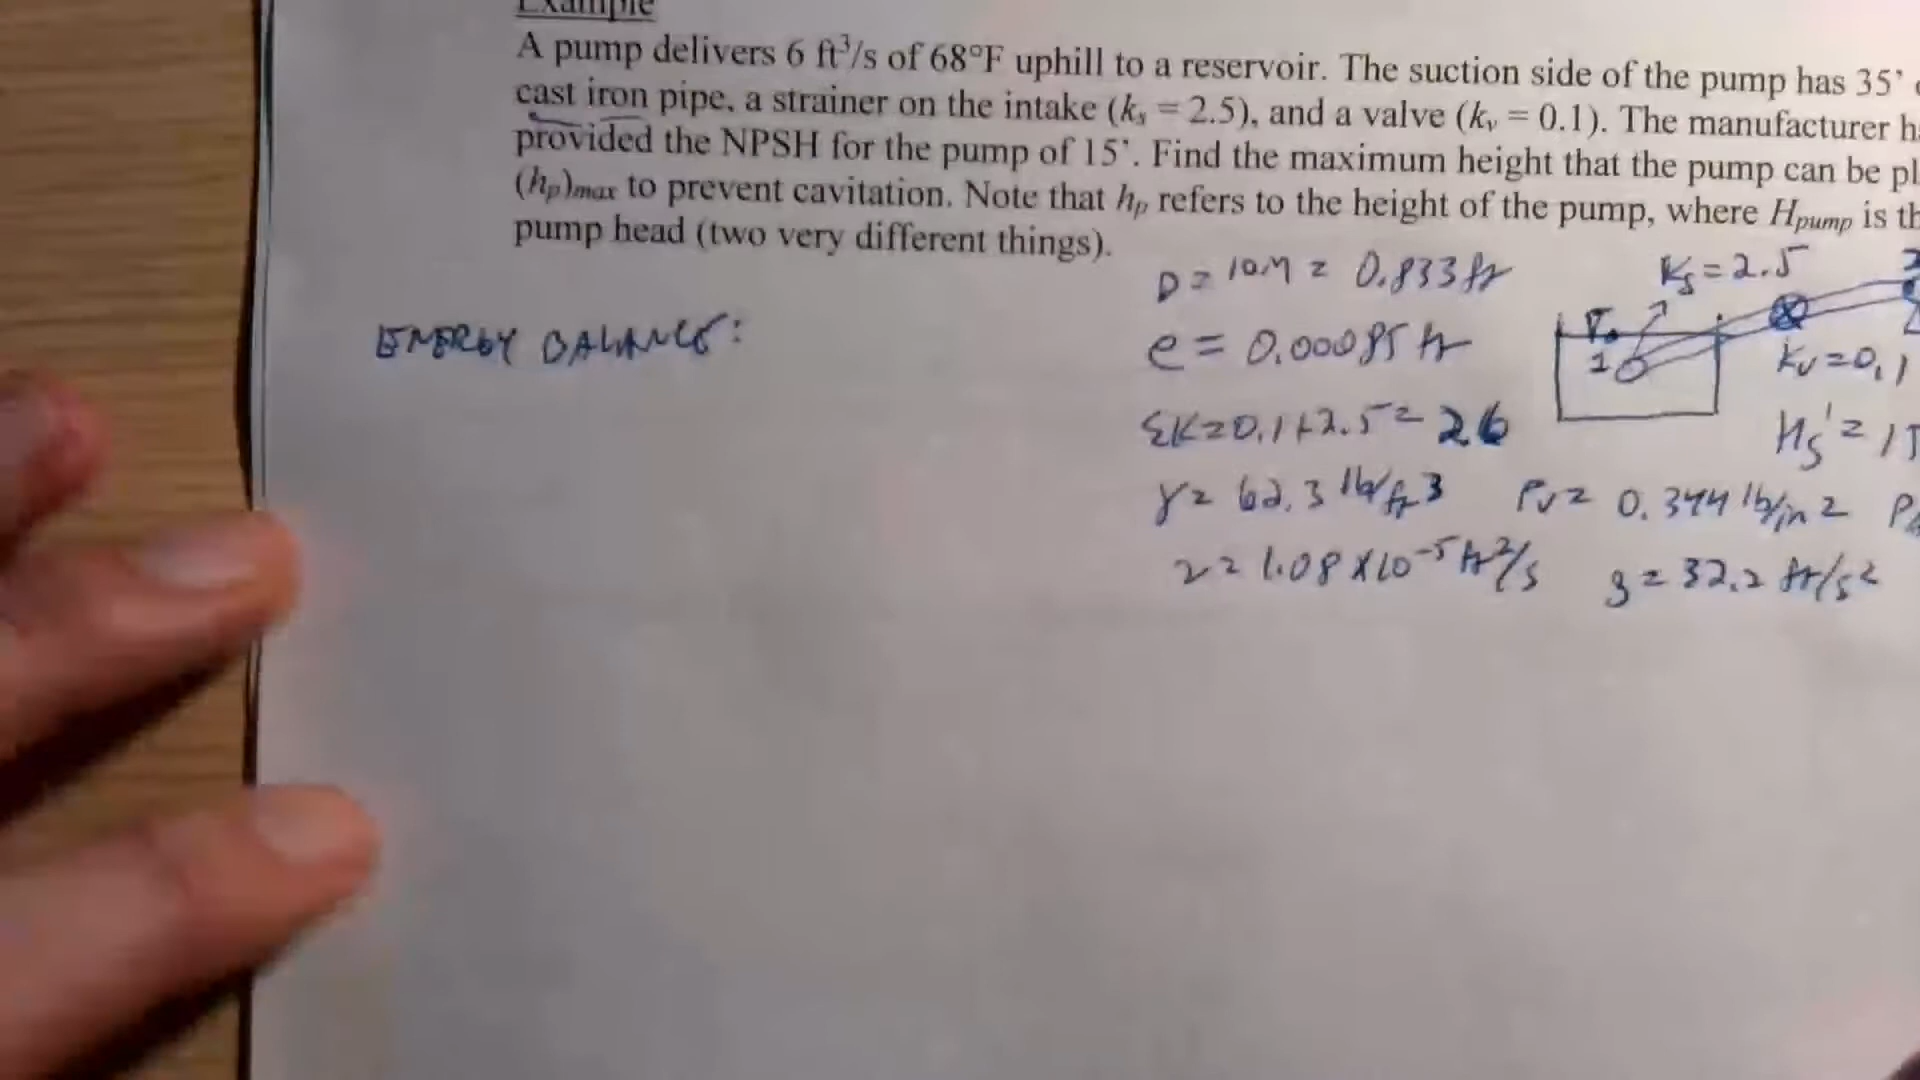 Example
A pump delivers 6 ft³/s of 68°F uphill to a reservoir. The suction side of the pump has 35'
cast iron pipe, a strainer on the intake (kₛ = 2.5), and a valve (kᵥ = 0.1). The manufacturer
provided the NPSH for the pump of 15'. Find the maximum height that the pump can be
(hₚ)ₘₐₓ to prevent cavitation. Note that hₚ refers to the height of the pump, where Hₚᵤₘₚ is
pump head (two very different things).
ENERGY BALANCE:
D = 10 IN = 0.833 ft
e = 0.00085 ft
ΣK = 0.1 + 2.5 = 2.6
γ = 62.3 lb/ft³ Pv = 0.344 lb/in²
ν = 1.08 × 10⁻⁵ ft²/s g = 32.2 ft/s²
Ks = 2.5
1
Kv = 0.1
Hs' =